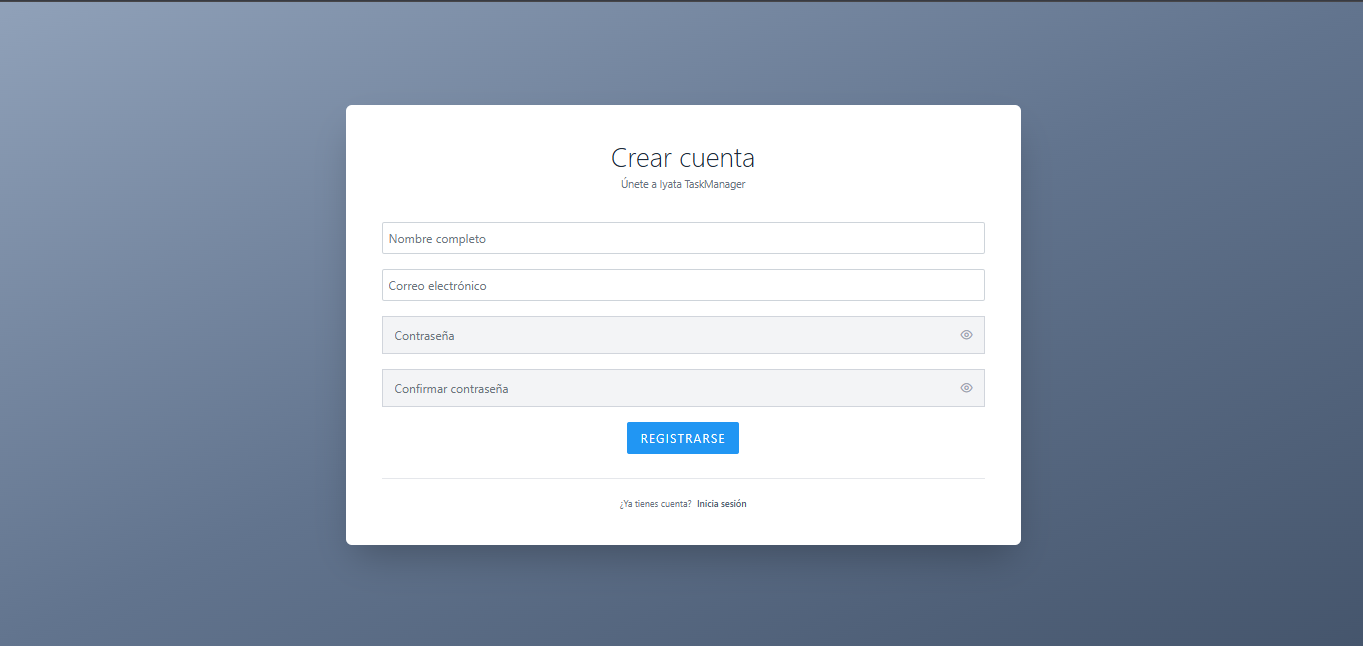 Crear cuenta
Únete a Iyata TaskManager
Nombre completo
Correo electrónico
Contraseña
Confirmar contraseña
REGISTRARSE
¿Ya tienes cuenta? Inicia sesión